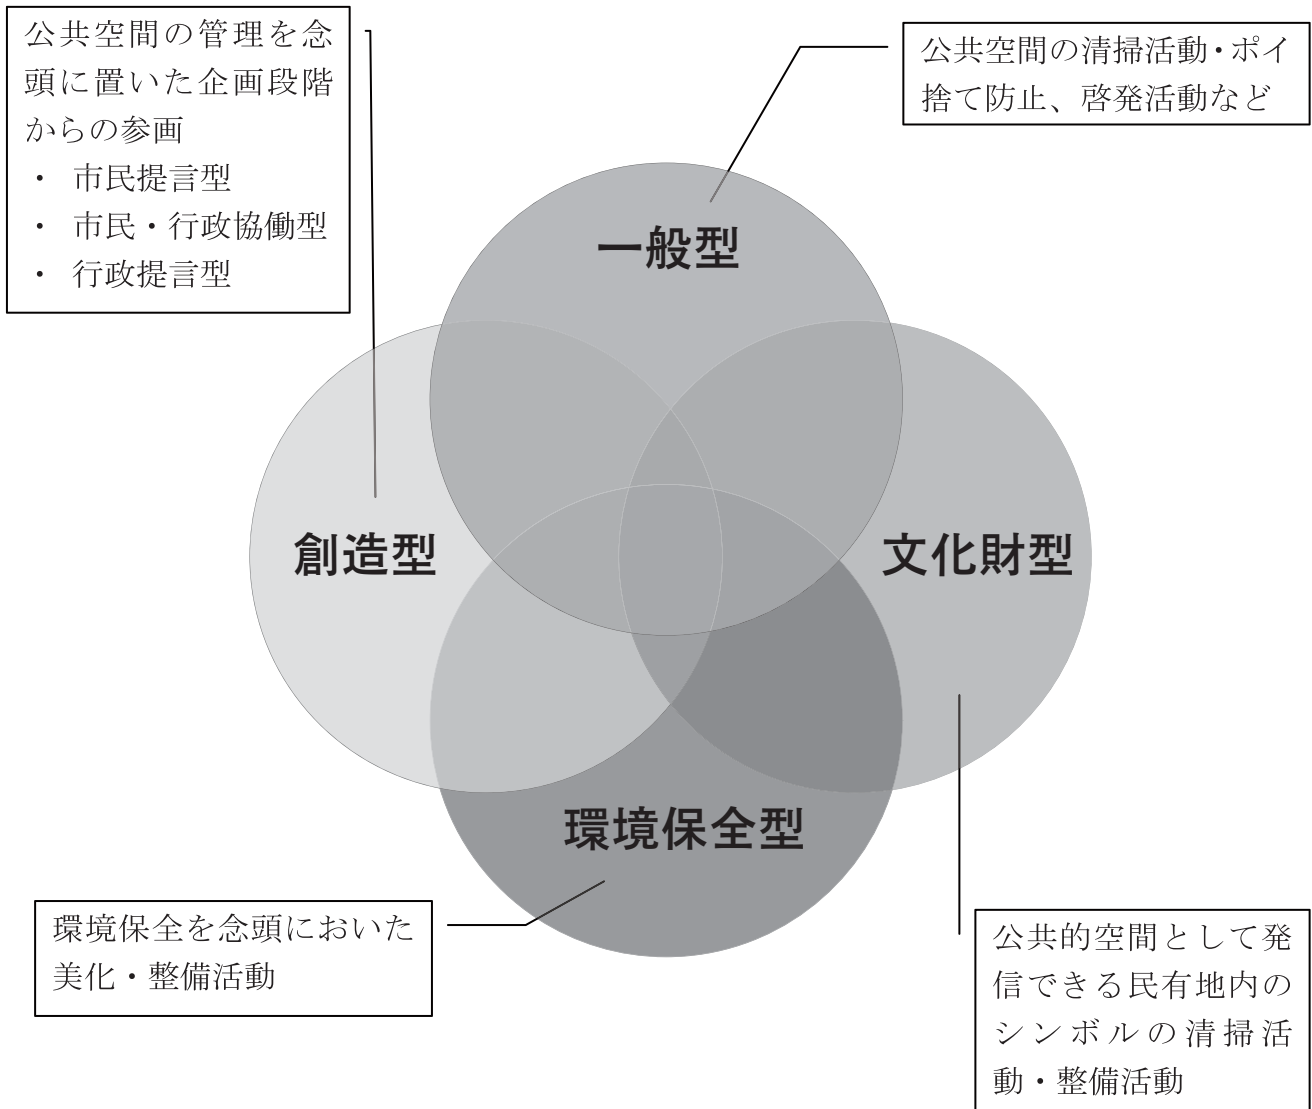 公共空間の管理を念
頭に置いた企画段階
からの参画
・ 市民提言型
・ 市民・行政協働型
・ 行政提言型
公共空間の清掃活動・ポイ
捨て防止、啓発活動など
一般型
創造型
文化財型
環境保全型
環境保全を念頭においた
美化・整備活動
公共的空間として発
信できる民有地内の
シンボルの清掃活
動・整備活動